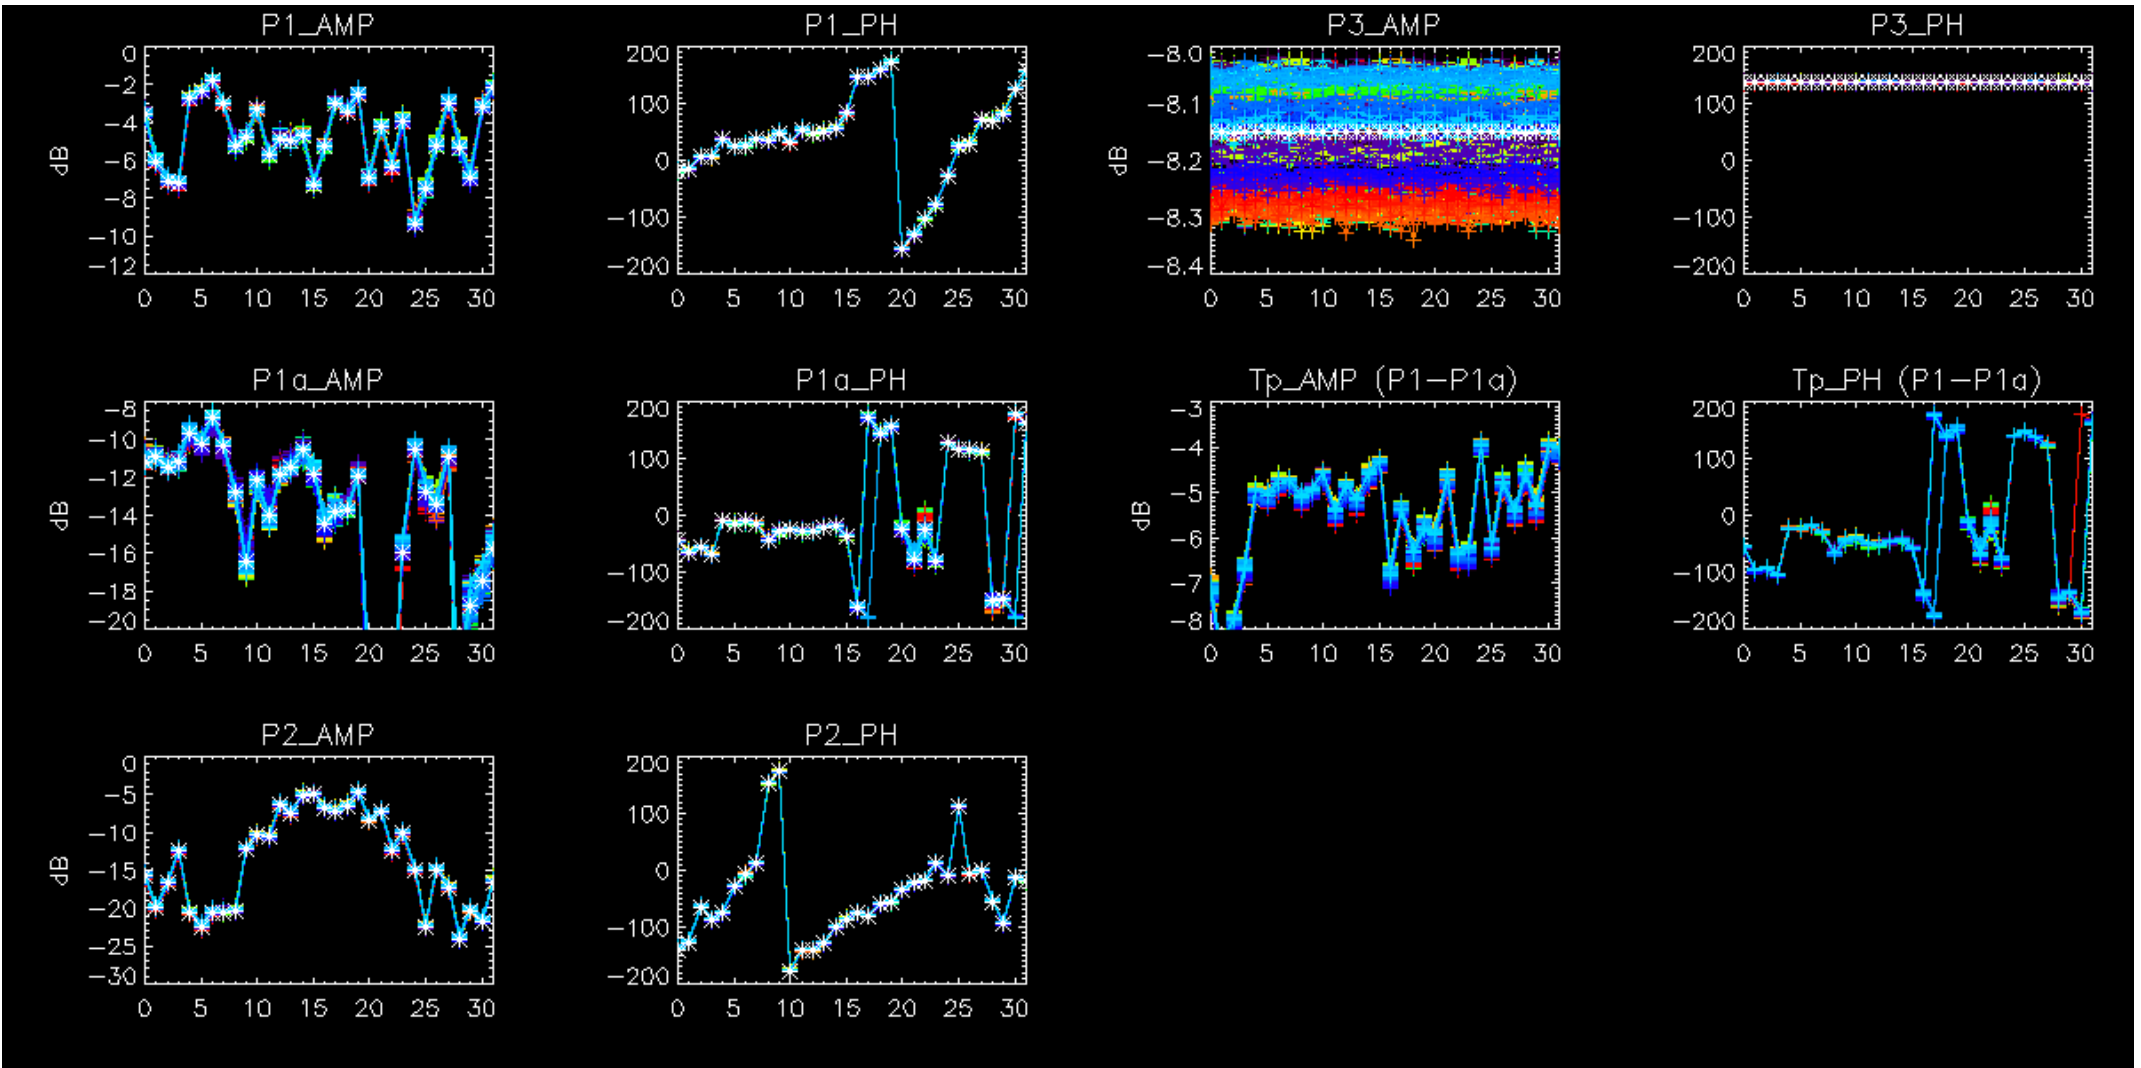 P1_AMP
0
−2
−4
−6
−8
−10
−12
dB
0 5 10 15 20 25 30
P1_PH
200
100
0
−100
−200
0 5 10 15 20 25 30
P3_AMP
−8.0
−8.1
−8.2
−8.3
−8.4
dB
0 5 10 15 20 25 30
P3_PH
200
100
0
−100
−200
0 5 10 15 20 25 30
P1a_AMP
−8
−10
−12
−14
−16
−18
−20
dB
0 5 10 15 20 25 30
P1a_PH
200
100
0
−100
−200
0 5 10 15 20 25 30
Tp_AMP (P1−P1a)
−3
−4
−5
−6
−7
−8
dB
0 5 10 15 20 25 30
Tp_PH (P1−P1a)
200
100
0
−100
−200
0 5 10 15 20 25 30
P2_AMP
0
−5
−10
−15
−20
−25
−30
dB
0 5 10 15 20 25 30
P2_PH
200
100
0
−100
−200
0 5 10 15 20 25 30